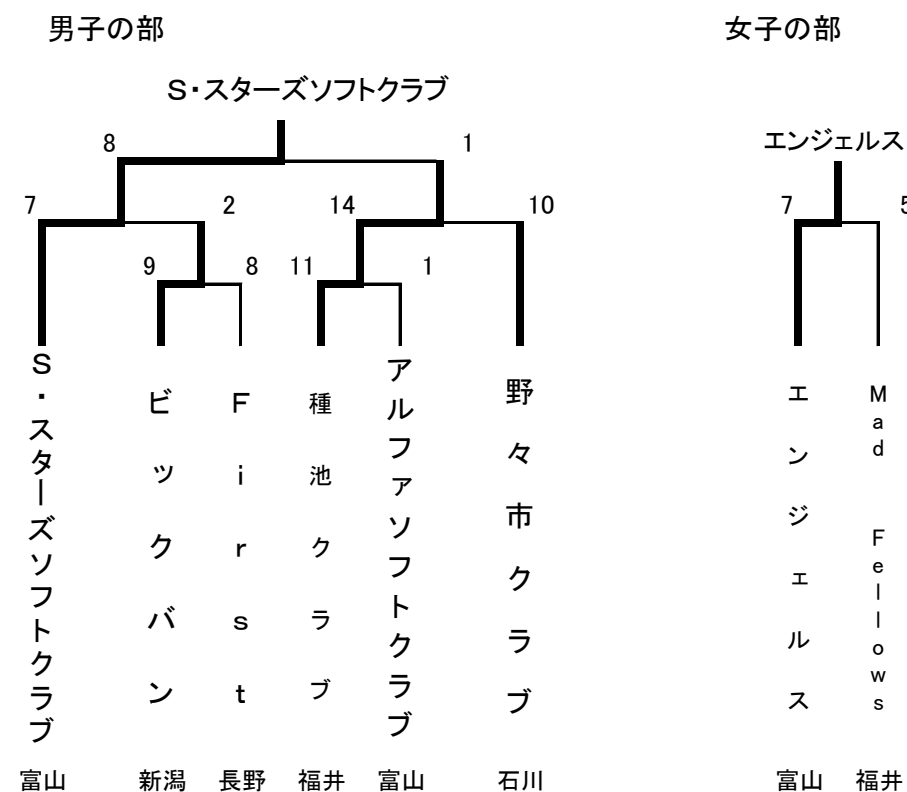 男子の部
女子の部
S・スターズソフトクラブ
エンジェルス
8
1
7
2
14
10
7
5
9
8
11
1
S・スターズソフトクラブ
ビックバン
First
種池クラブ
アルファソフトクラブ
野々市クラブ
エンジェルス
Mad Fellows
富山
新潟
長野
福井
富山
石川
富山
福井